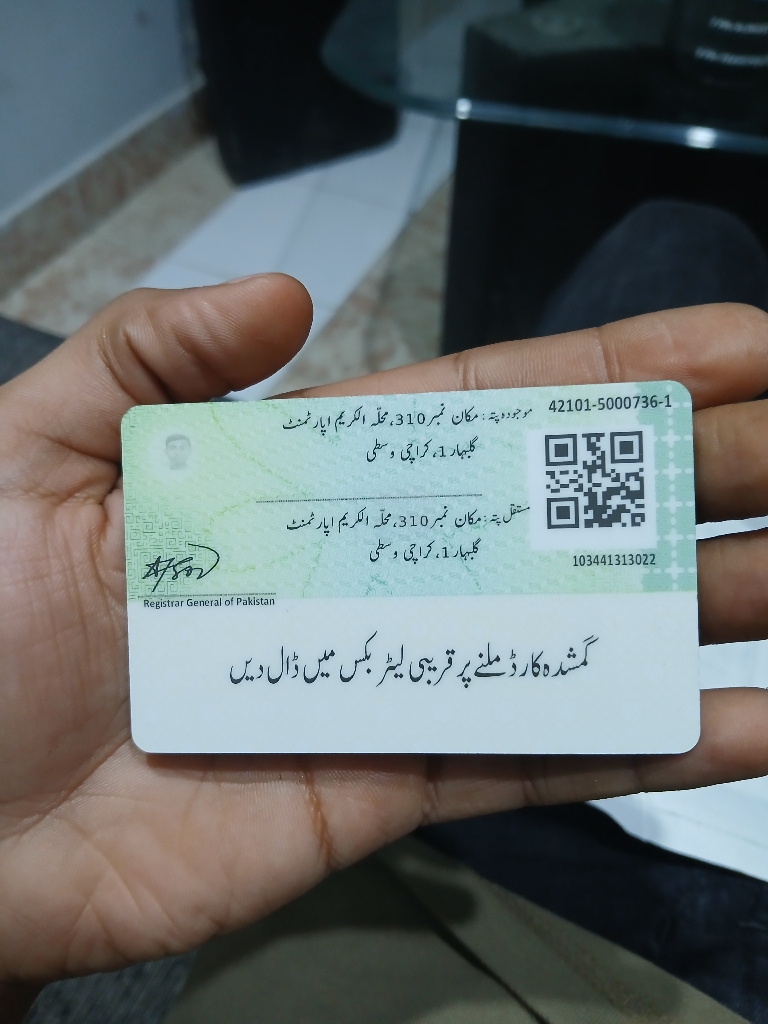 موجودہ پتہ: مکان نمبر 310، محلّہ الکریم اپارٹمنٹ
گلبہار 1، کراچی وسطی
42101-5000736-1
مستقل پتہ: مکان نمبر 310، محلّہ الکریم اپارٹمنٹ
گلبہار 1، کراچی وسطی
103441313022
Registrar General of Pakistan
گمشدہ کارڈ ملنے پر قریبی لیٹر بکس میں ڈال دیں